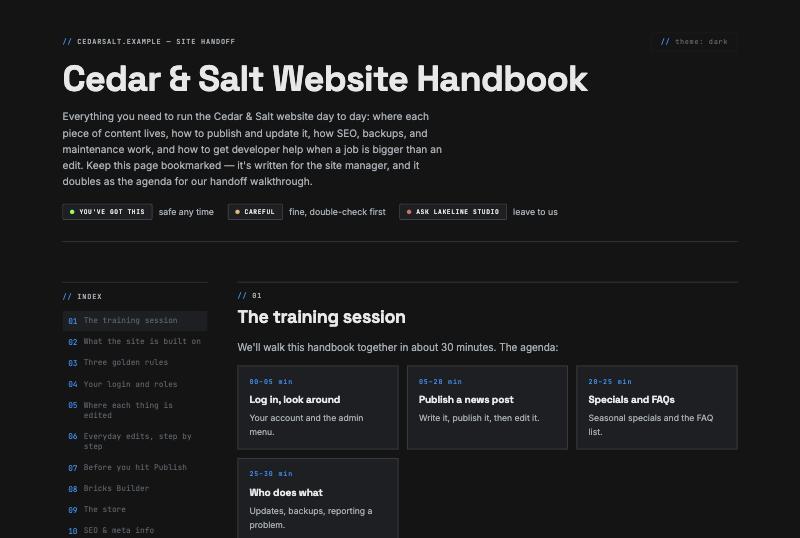 // CEDARSALT.EXAMPLE — SITE HANDOFF
// theme: dark
Cedar & Salt Website Handbook
Everything you need to run the Cedar & Salt website day to day: where each
piece of content lives, how to publish and update it, how SEO, backups, and
maintenance work, and how to get developer help when a job is bigger than an
edit. Keep this page bookmarked — it's written for the site manager, and it
doubles as the agenda for our handoff walkthrough.
YOU'VE GOT THIS safe any time CAREFUL fine, double-check first ASK LAKELINE STUDIO leave to us
// INDEX
01 The training session
02 What the site is built on
03 Three golden rules
04 Your login and roles
05 Where each thing is
edited
06 Everyday edits, step by
step
07 Before you hit Publish
08 Bricks Builder
09 The store
10 SEO & meta info
// 01
The training session
We'll walk this handbook together in about 30 minutes. The agenda:
00–05 min
Log in, look around
Your account and the admin
menu.
05–20 min
Publish a news post
Write it, publish it, then edit it.
20–25 min
Specials and FAQs
Seasonal specials and the FAQ
list.
25–30 min
Who does what
Updates, backups, reporting a
problem.